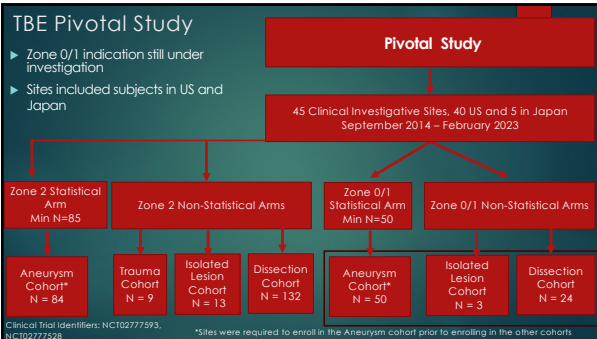 TBE Pivotal Study
Zone 0/1 indication still under
investigation
Sites included subjects in US and
Japan
Pivotal Study
45 Clinical Investigative Sites, 40 US and 5 in Japan
September 2014 – February 2023
Zone 2 Statistical
Arm
Min N=85
Zone 2 Non-Statistical Arms
Zone 0/1
Statistical Arm
Min N=50
Zone 0/1 Non-Statistical Arms
Aneurysm
Cohort*
N = 84
Trauma
Cohort
N = 9
Isolated
Lesion
Cohort
N = 13
Dissection
Cohort
N = 132
Aneurysm
Cohort*
N = 50
Isolated
Lesion
Cohort
N = 3
Dissection
Cohort
N = 24
Clinical Trial Identifiers: NCT02777593,
NCT02777528
*Sites were required to enroll in the Aneurysm cohort prior to enrolling in the other cohorts